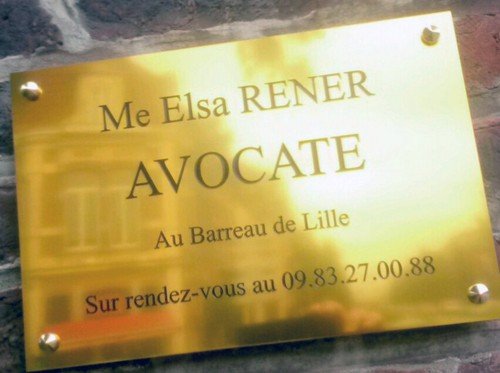 Me Elsa RENER
AVOCATE
Au Barreau de Lille
Sur rendez-vous au 09.83.27.00.88